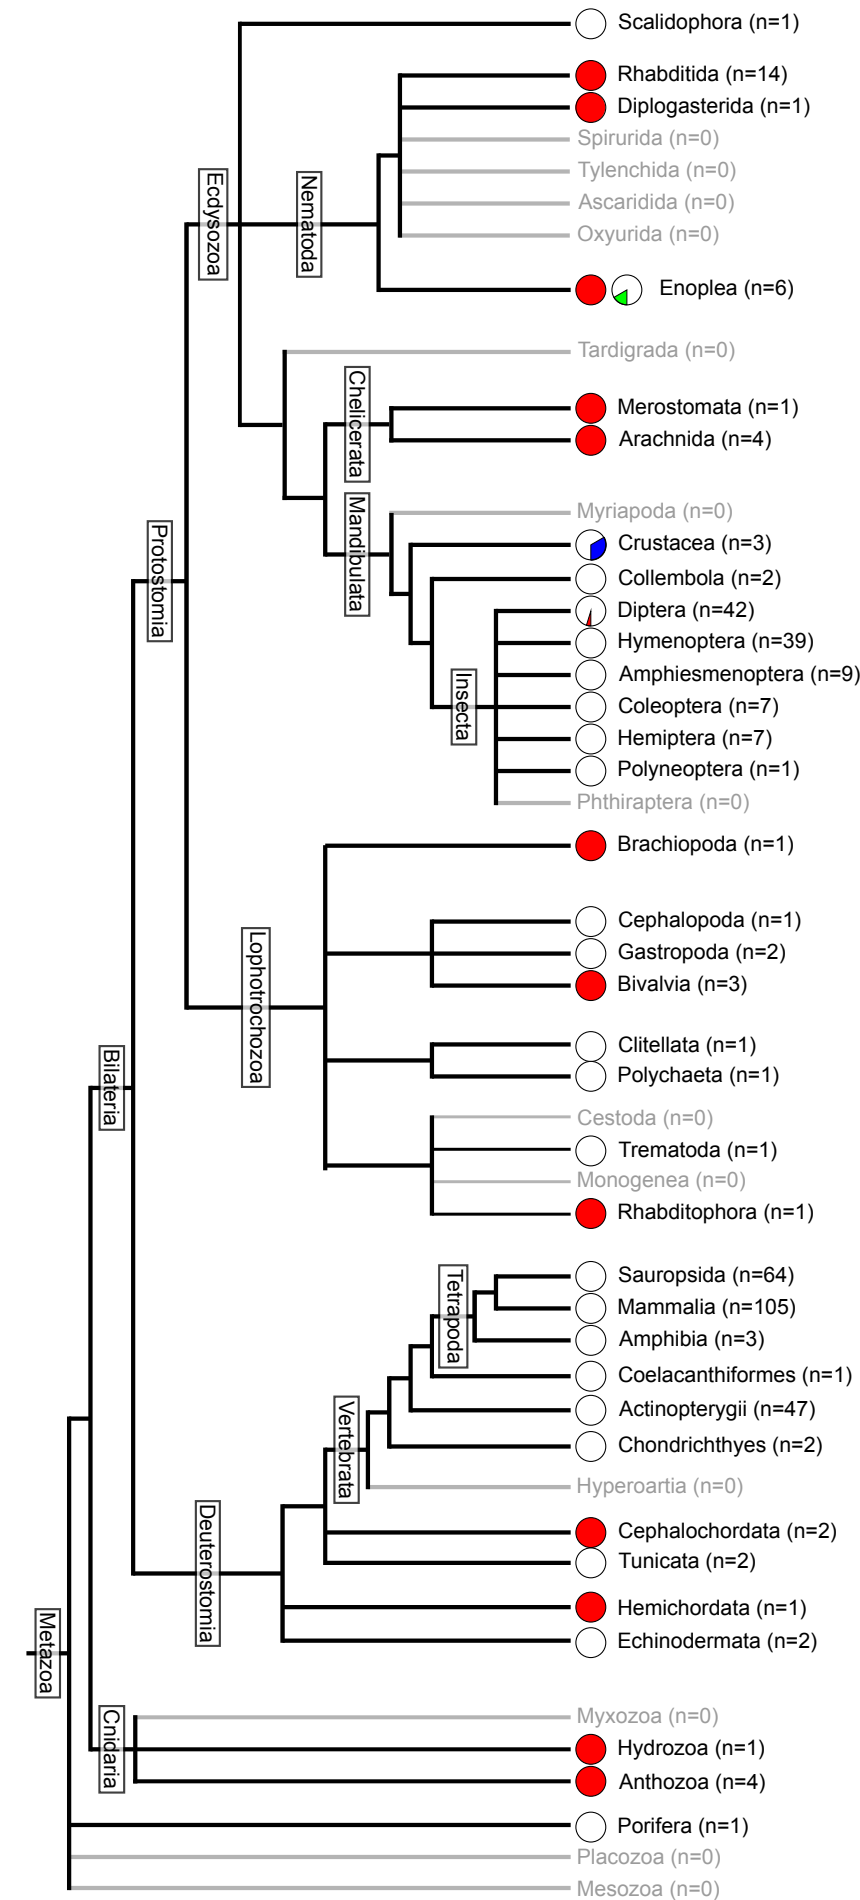 Scalidophora (n=1)
Rhabditida (n=14)
Diplogasterida (n=1)
Spirurida (n=0)
Tylenchida (n=0)
Ascaridida (n=0)
Oxyurida (n=0)
Ecdysozoa
Nematoda
Enoplea (n=6)
Tardigrada (n=0)
Chelicerata
Merostomata (n=1)
Arachnida (n=4)
Mandibulata
Myriapoda (n=0)
Crustacea (n=3)
Collembola (n=2)
Diptera (n=42)
Hymenoptera (n=39)
Protostomia
Insecta
Amphiesmenoptera (n=9)
Coleoptera (n=7)
Hemiptera (n=7)
Polyneoptera (n=1)
Phthiraptera (n=0)
Brachiopoda (n=1)
Cephalopoda (n=1)
Gastropoda (n=2)
Bivalvia (n=3)
Lophotrochozoa
Clitellata (n=1)
Polychaeta (n=1)
Bilateria
Cestoda (n=0)
Trematoda (n=1)
Monogenea (n=0)
Rhabditophora (n=1)
Tetrapoda
Sauropsida (n=64)
Mammalia (n=105)
Amphibia (n=3)
Coelacanthiformes (n=1)
Actinopterygii (n=47)
Vertebrata
Chondrichthyes (n=2)
Hyperoartia (n=0)
Deuterostomia
Cephalochordata (n=2)
Tunicata (n=2)
Hemichordata (n=1)
Echinodermata (n=2)
Metazoa
Cnidaria
Myxozoa (n=0)
Hydrozoa (n=1)
Anthozoa (n=4)
Porifera (n=1)
Placozoa (n=0)
Mesozoa (n=0)